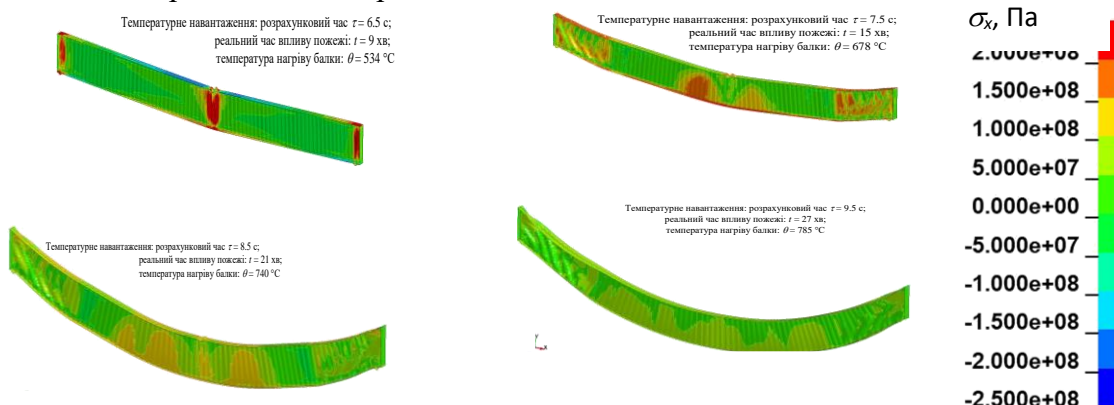 Температурне навантаження: розрахунковий час τ = 6.5 с;
реальний час впливу пожежі: t = 9 хв;
температура нагріву балки: θ = 534 °C
Температурне навантаження: розрахунковий час τ = 7.5 с;
реальний час впливу пожежі: t = 15 хв;
температура нагріву балки: θ = 678 °C
Температурне навантаження: розрахунковий час τ = 8.5 с;
реальний час впливу пожежі: t = 21 хв;
температура нагріву балки: θ = 740 °C
Температурне навантаження: розрахунковий час τ = 9.5 с;
реальний час впливу пожежі: t = 27 хв;
температура нагріву балки: θ = 785 °C
y
x
σx, Па
2.000e+08
1.500e+08
1.000e+08
5.000e+07
0.000e+00
-5.000e+07
-1.000e+08
-1.500e+08
-2.000e+08
-2.500e+08